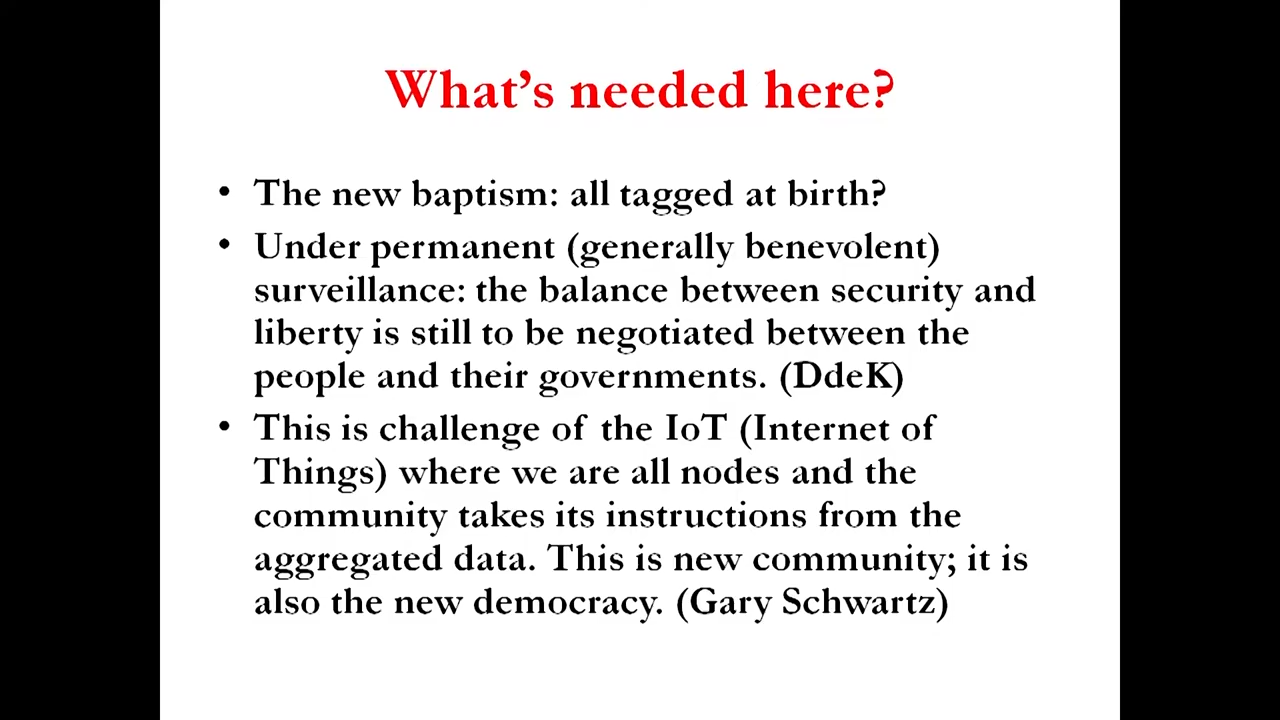 What's needed here?
• The new baptism: all tagged at birth?
• Under permanent (generally benevolent)
surveillance: the balance between security and
liberty is still to be negotiated between the
people and their governments. (DdeK)
• This is challenge of the IoT (Internet of
Things) where we are all nodes and the
community takes its instructions from the
aggregated data. This is new community; it is
also the new democracy. (Gary Schwartz)